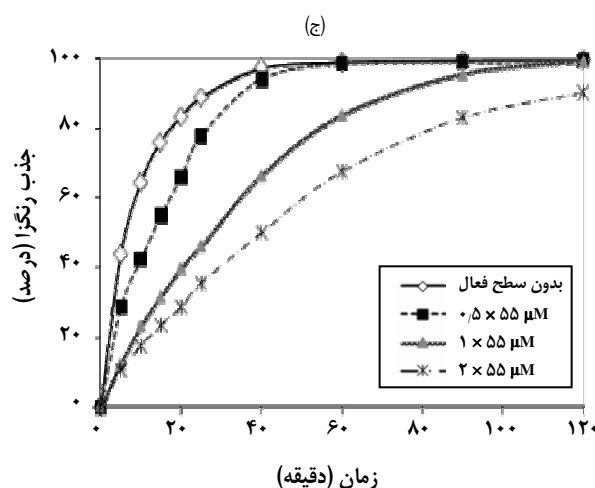 (ج)
جذب رنگزا (درصد)
۱۰۰
۸۰
۶۰
۴۰
۲۰
۰
بدون سطح فعال
۰٫۵ × ۵۵ µM
۱ × ۵۵ µM
۲ × ۵۵ µM
۰ ۲۰ ۴۰ ۶۰ ۸۰ ۱۰۰ ۱۲۰
زمان (دقیقه)